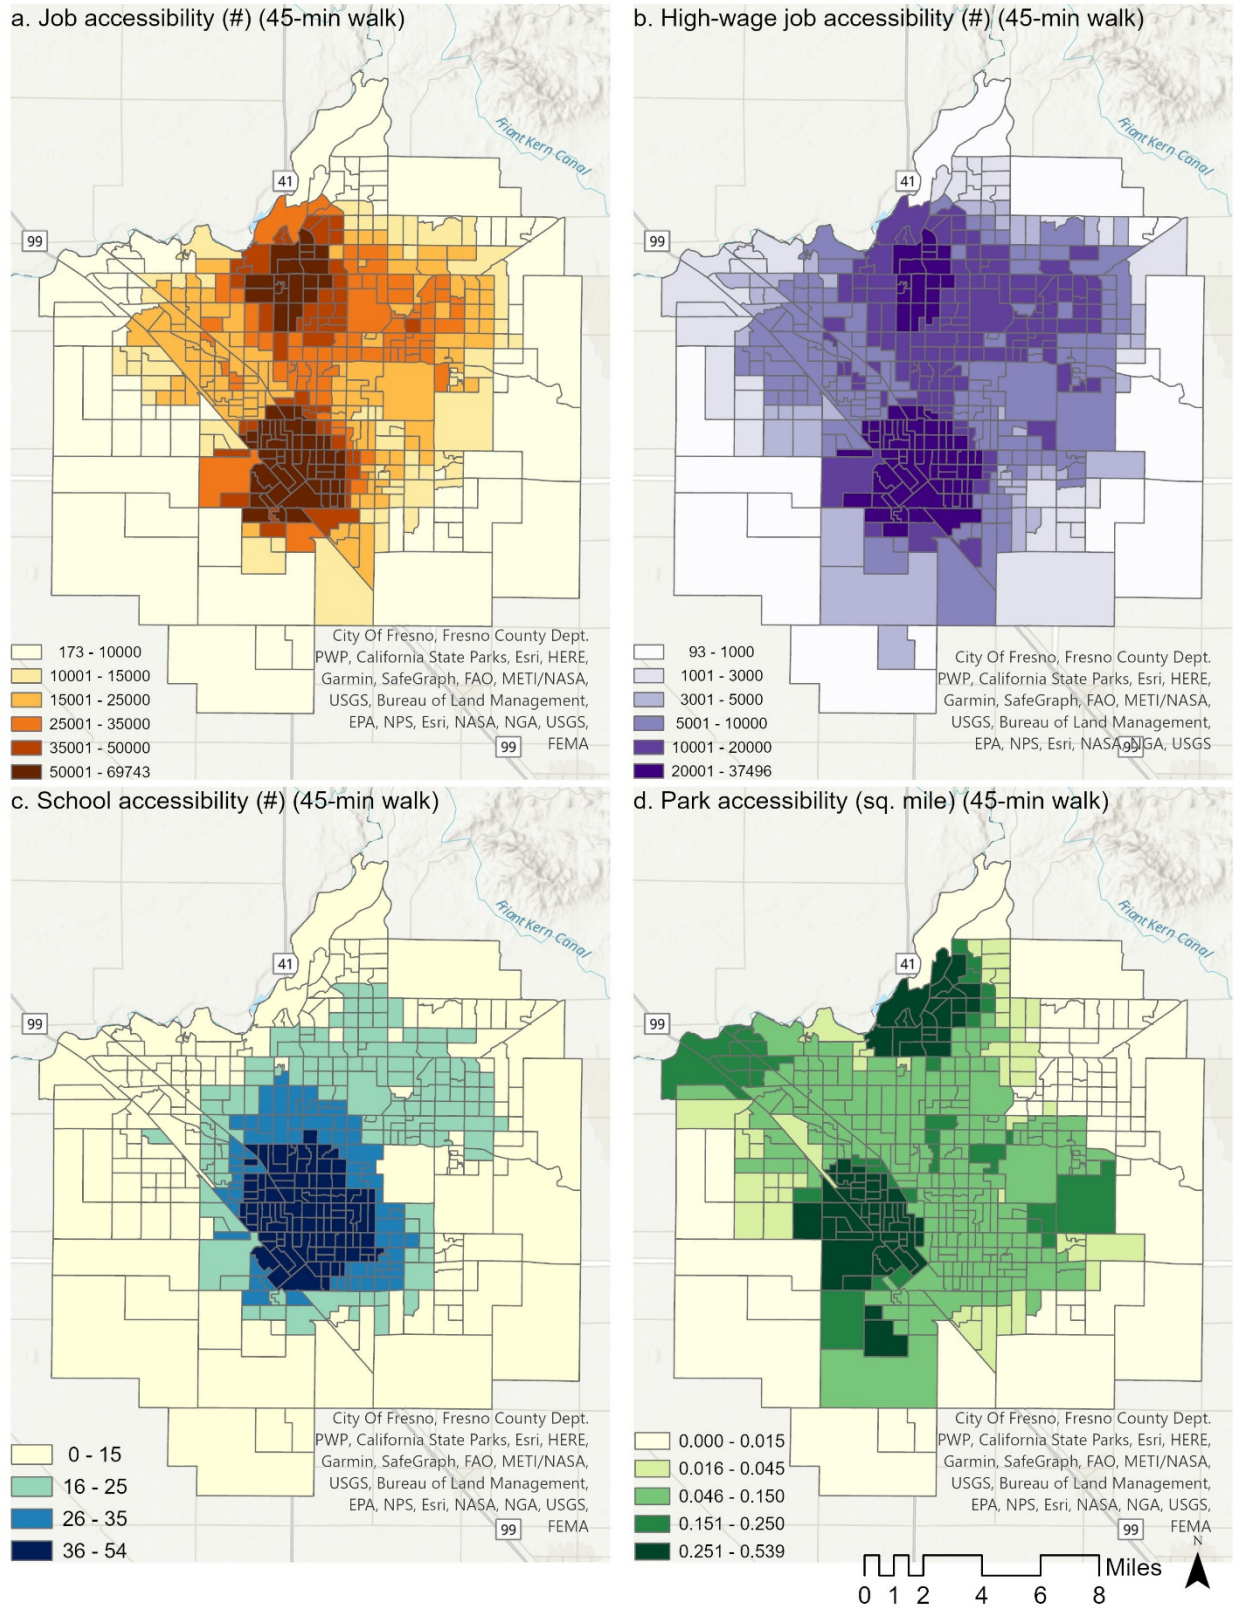 a. Job accessibility (#) (45-min walk)
Friant Kern Canal
41
99
173 - 10000
10001 - 15000
15001 - 25000
25001 - 35000
35001 - 50000
50001 - 69743
City Of Fresno, Fresno County Dept.
PWP, California State Parks, Esri, HERE,
Garmin, SafeGraph, FAO, METI/NASA,
USGS, Bureau of Land Management,
EPA, NPS, Esri, NASA, NGA, USGS,
FEMA
99
b. High-wage job accessibility (#) (45-min walk)
Friant Kern Canal
41
99
93 - 1000
1001 - 3000
3001 - 5000
5001 - 10000
10001 - 20000
20001 - 37496
City Of Fresno, Fresno County Dept.
PWP, California State Parks, Esri, HERE,
Garmin, SafeGraph, FAO, METI/NASA,
USGS, Bureau of Land Management,
EPA, NPS, Esri, NASA, NGA, USGS
99
c. School accessibility (#) (45-min walk)
Friant Kern Canal
41
99
0 - 15
16 - 25
26 - 35
36 - 54
City Of Fresno, Fresno County Dept.
PWP, California State Parks, Esri, HERE,
Garmin, SafeGraph, FAO, METI/NASA,
USGS, Bureau of Land Management,
EPA, NPS, Esri, NASA, NGA, USGS,
FEMA
99
d. Park accessibility (sq. mile) (45-min walk)
Friant Kern Canal
41
99
0.000 - 0.015
0.016 - 0.045
0.046 - 0.150
0.151 - 0.250
0.251 - 0.539
City Of Fresno, Fresno County Dept.
PWP, California State Parks, Esri, HERE,
Garmin, SafeGraph, FAO, METI/NASA,
USGS, Bureau of Land Management,
EPA, NPS, Esri, NASA, NGA, USGS,
FEMA
99
N
Miles
0 1 2 4 6 8